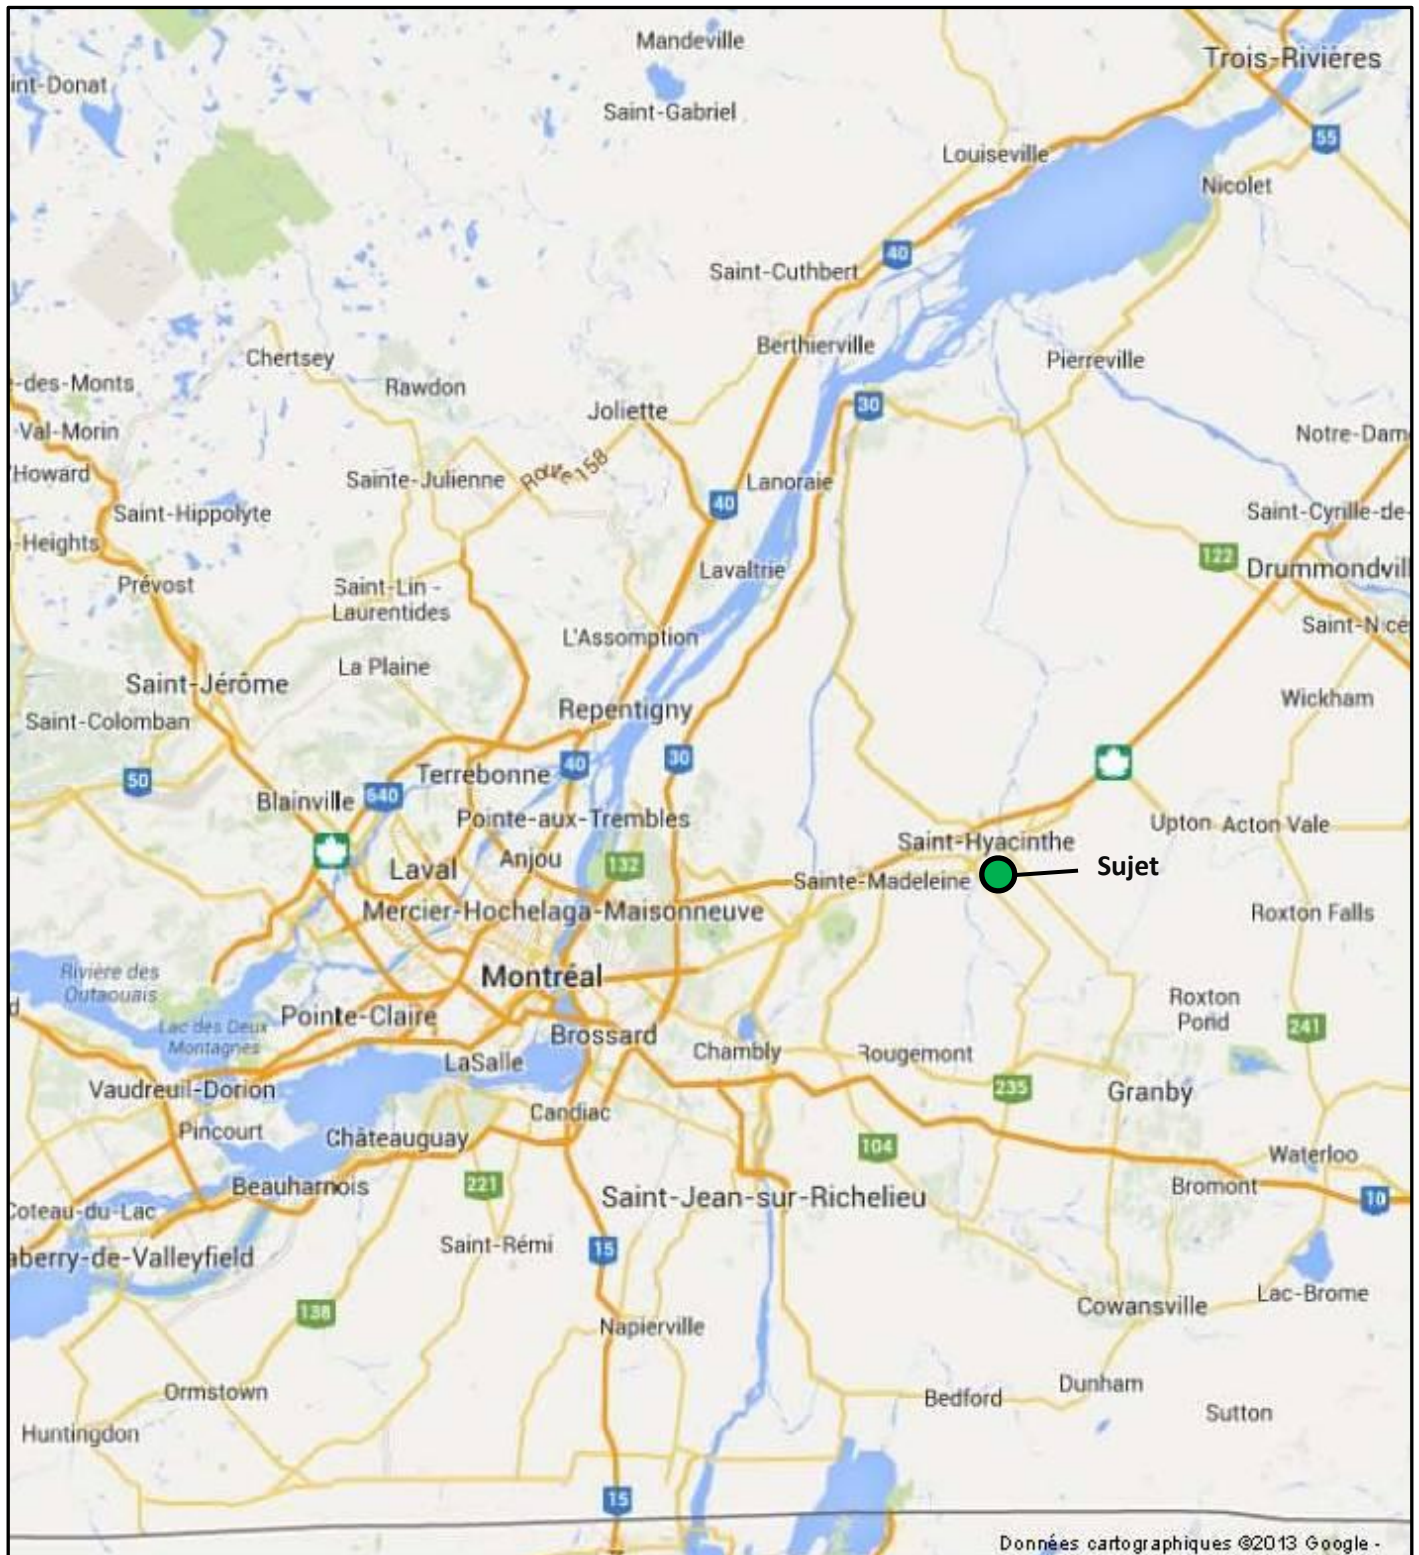 Mandeville
Trois-Rivières
int-Donat
Saint-Gabriel
55
Louiseville
Nicolet
40
Saint-Cuthbert
Berthierville
Chertsey
Pierreville
-des-Monts
Rawdon
30
Joliette
Val-Morin
Notre-Dam
Howard
Sainte-Julienne
Route 158
Lanoraie
40
Saint-Hippolyte
Saint-Cyrille-de-
-Heights
122
Drummondvill
Lavaltrie
Prévost
Saint-Lin -
Laurentides
Saint-Nicé
L'Assomption
La Plaine
Saint-Jérôme
Wickham
Saint-Colomban
Repentigny
30
40
50
Terrebonne
640
Blainville
Pointe-aux-Trembles
Upton
Acton Vale
Saint-Hyacinthe
Anjou
132
Laval
Sujet
Sainte-Madeleine
Mercier-Hochelaga-Maisonneuve
Roxton Falls
Rivière des
Outaouais
Montréal
Roxton
Pond
d
Pointe-Claire
Lac des Deux
Montagnes
241
Brossard
Chambly
Rougemont
LaSalle
Vaudreuil-Dorion
235
Granby
Candiac
Pincourt
Châteauguay
104
Waterloo
Beauharnois
221
Bromont
Saint-Jean-sur-Richelieu
10
Coteau-du-Lac
Saint-Rémi
15
aberry-de-Valleyfield
Lac-Brome
138
Cowansville
Napierville
Ormstown
Dunham
Bedford
Sutton
Huntingdon
15
Données cartographiques ©2013 Google -